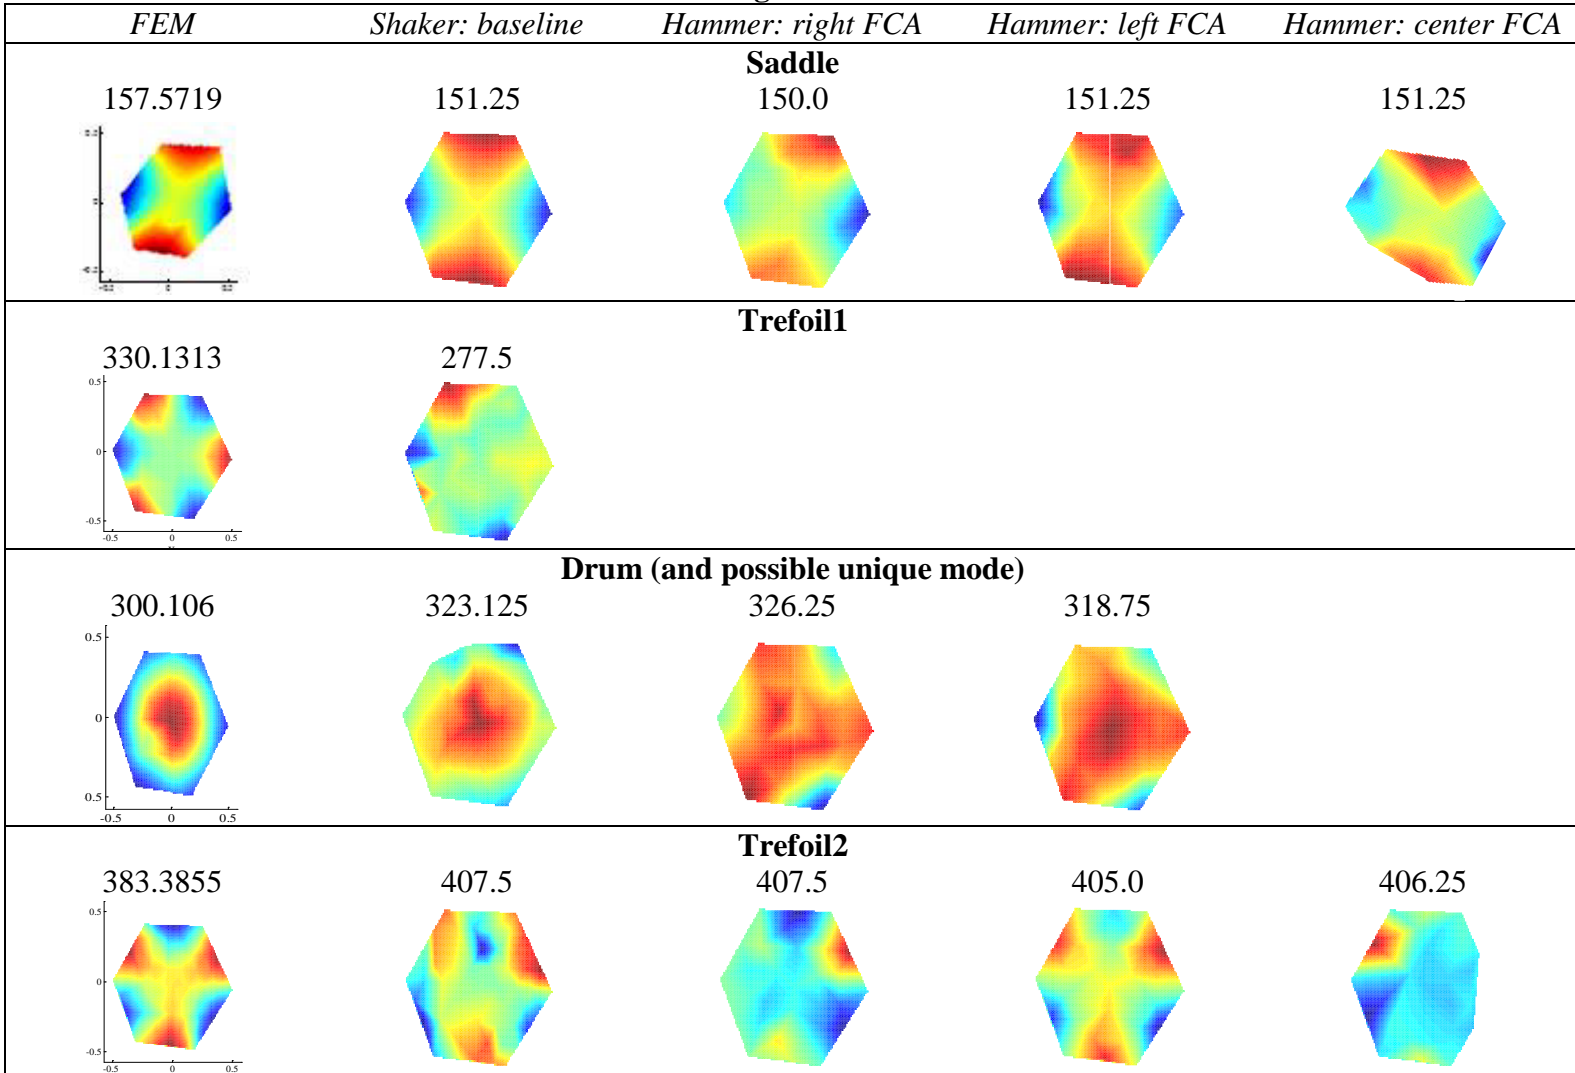 FEM Shaker: baseline Hammer: right FCA Hammer: left FCA Hammer: center FCA
Saddle
157.5719 151.25 150.0 151.25 151.25
Trefoil1
330.1313 277.5
0.5
0
-0.5
-0.5 0 0.5
Drum (and possible unique mode)
300.106 323.125 326.25 318.75
0.5
0
0.5
-0.5 0 0.5
Trefoil2
383.3855 407.5 407.5 405.0 406.25
0.5
0
-0.5
-0.5 0 0.5